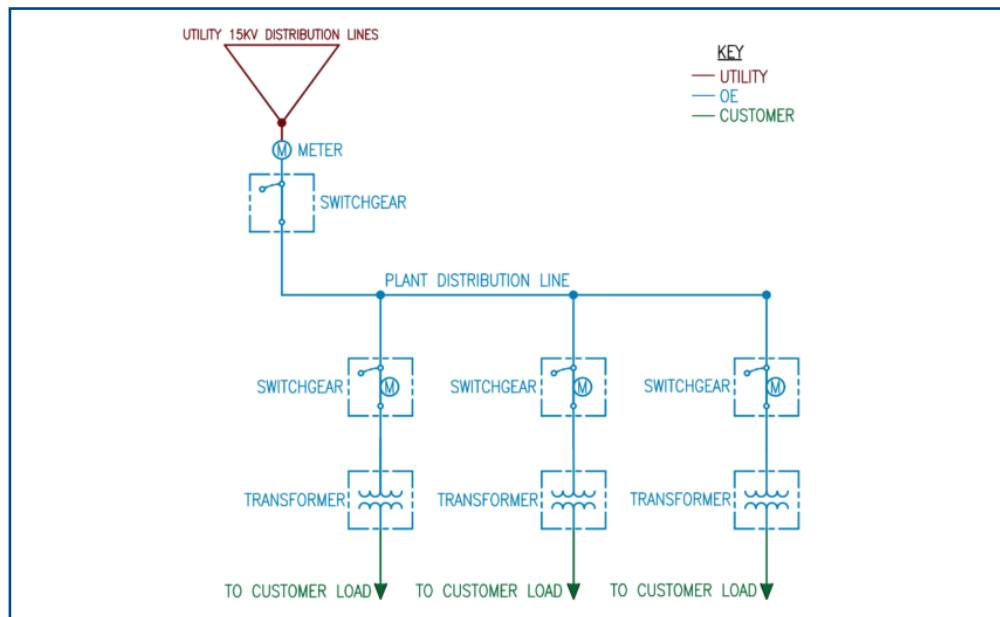 UTILITY 15KV DISTRIBUTION LINES
KEY
UTILITY
OE
CUSTOMER
M METER
SWITCHGEAR
PLANT DISTRIBUTION LINE
SWITCHGEAR M SWITCHGEAR M SWITCHGEAR M
TRANSFORMER TRANSFORMER TRANSFORMER
TO CUSTOMER LOAD TO CUSTOMER LOAD TO CUSTOMER LOAD